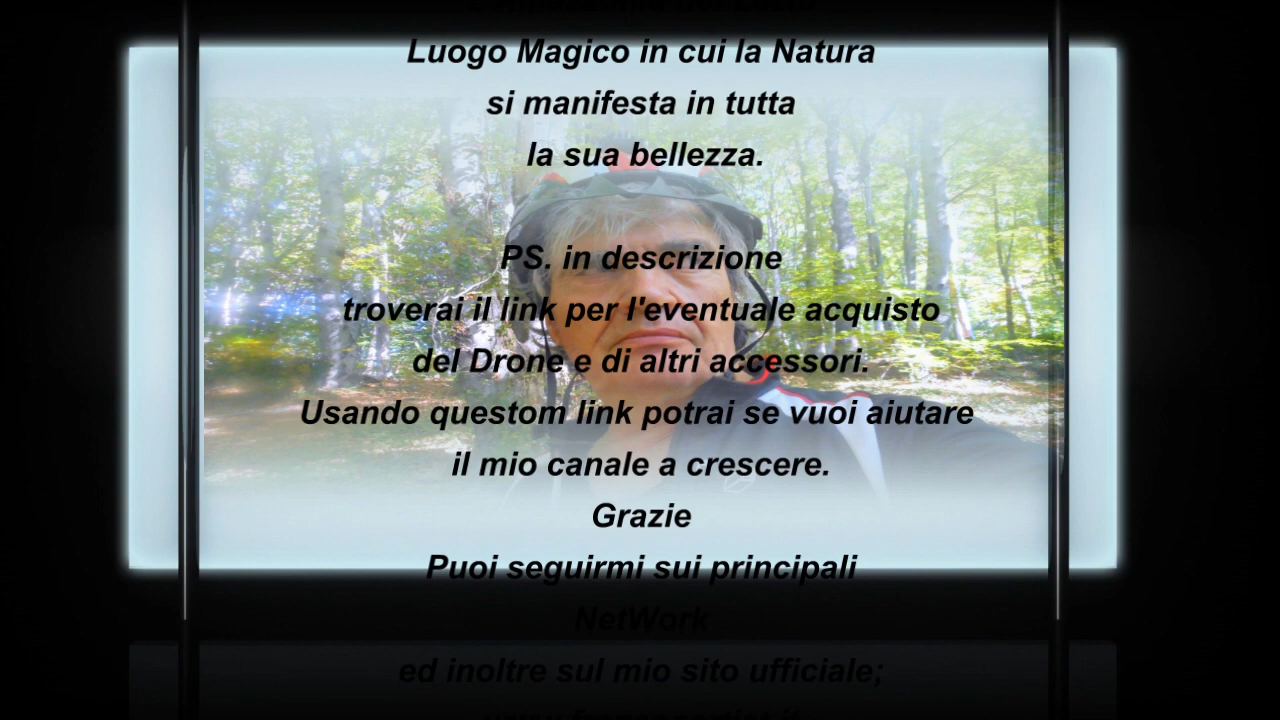 Luogo Magico in cui la Natura
si manifesta in tutta
la sua bellezza.
PS. in descrizione
troverai il link per l'eventuale acquisto
del Drone e di altri accessori.
Usando questom link potrai se vuoi aiutare
il mio canale a crescere.
Grazie
Puoi seguirmi sui principali
NetWork
ed inoltre sul mio sito ufficiale;